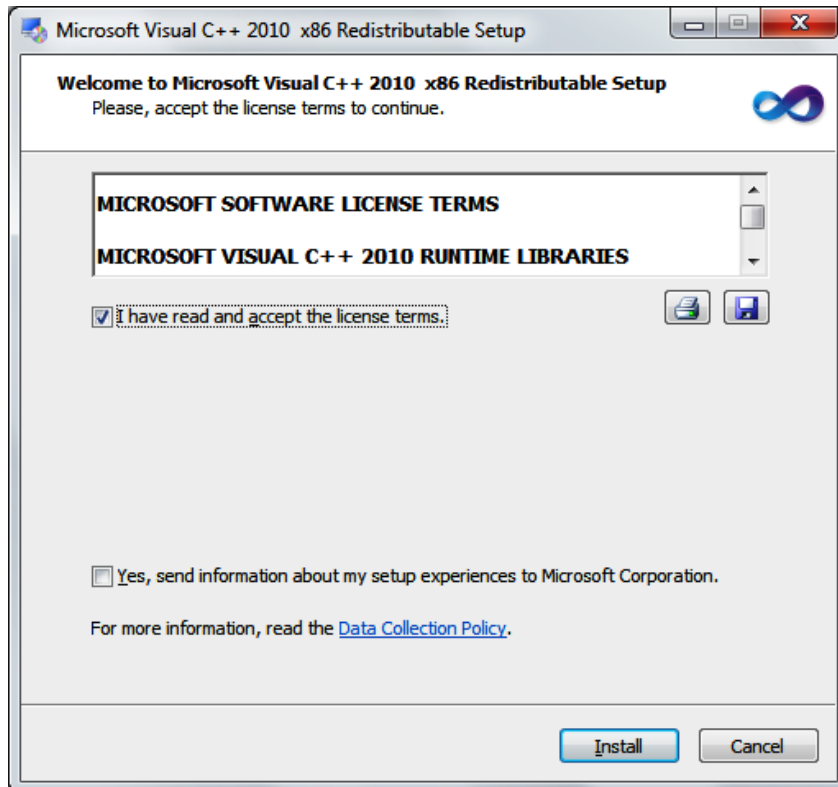 Microsoft Visual C++ 2010  x86 Redistributable Setup
Welcome to Microsoft Visual C++ 2010  x86 Redistributable Setup
Please, accept the license terms to continue.
MICROSOFT SOFTWARE LICENSE TERMS
MICROSOFT VISUAL C++ 2010 RUNTIME LIBRARIES
I have read and accept the license terms.
Yes, send information about my setup experiences to Microsoft Corporation.
For more information, read the Data Collection Policy.
Install Cancel